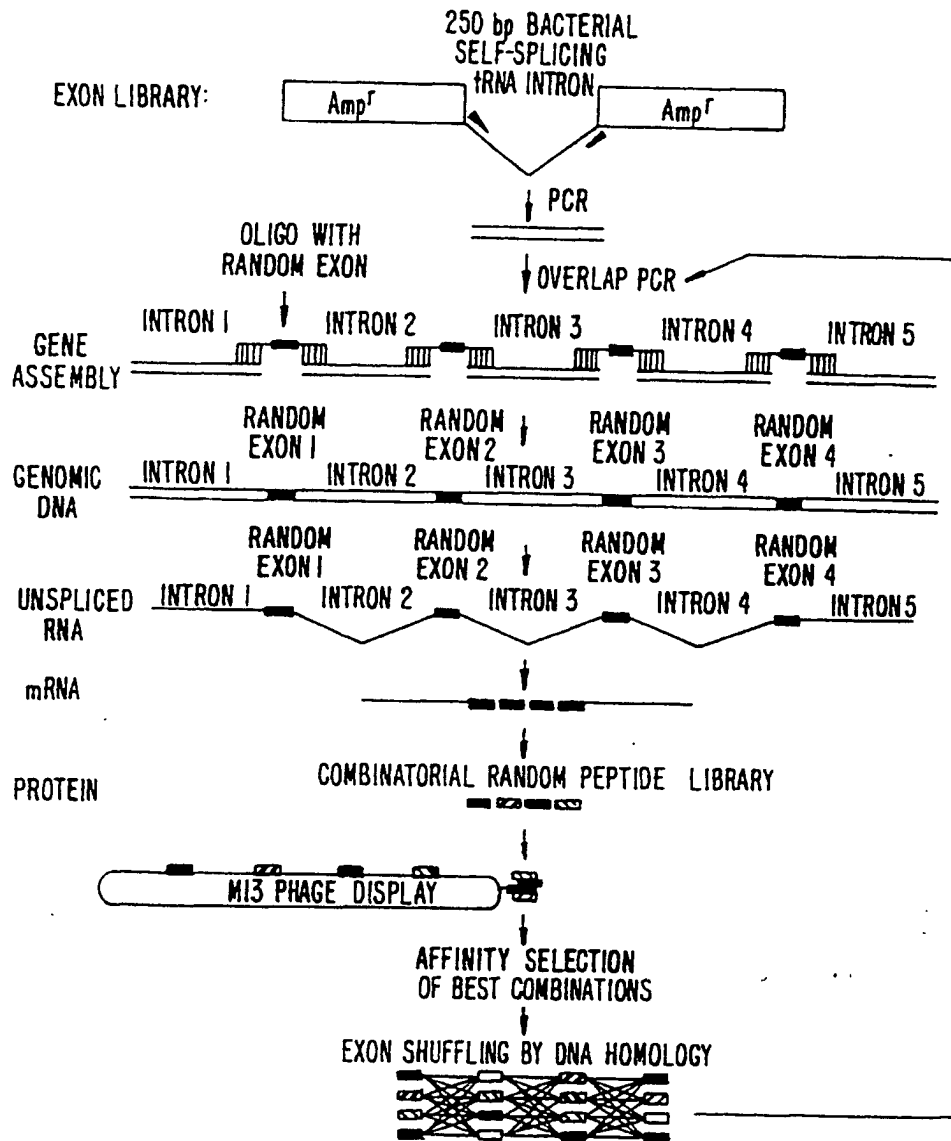 250 bp BACTERIAL
SELF-SPLICING
tRNA INTRON
EXON LIBRARY:
Ampʳ
Ampʳ
PCR
OLIGO WITH
RANDOM EXON
OVERLAP PCR
GENE
ASSEMBLY
INTRON 1
INTRON 2
INTRON 3
INTRON 4
INTRON 5
RANDOM
EXON 1
RANDOM
EXON 2
RANDOM
EXON 3
RANDOM
EXON 4
GENOMIC
DNA
INTRON 1
INTRON 2
INTRON 3
INTRON 4
INTRON 5
RANDOM
EXON 1
RANDOM
EXON 2
RANDOM
EXON 3
RANDOM
EXON 4
UNSPLICED
RNA
INTRON 1
INTRON 2
INTRON 3
INTRON 4
INTRON 5
mRNA
PROTEIN
COMBINATORIAL RANDOM PEPTIDE LIBRARY
M13 PHAGE DISPLAY
AFFINITY SELECTION
OF BEST COMBINATIONS
EXON SHUFFLING BY DNA HOMOLOGY